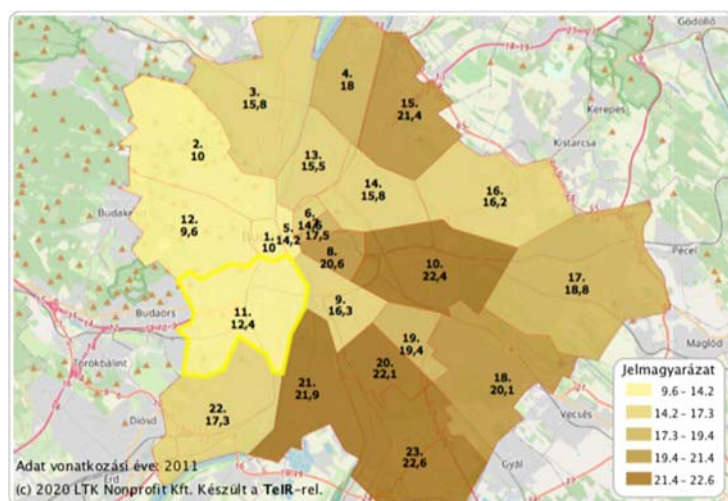 Gödöllő
3.
15,8
4.
18
15.
21,4
Kerepes
Kistarcsa
2.
10
13.
15,5
14.
15,8
16.
16,2
12.
9,6
5.
14,2
6.
17,5
1.
10
8.
20,6
10.
22,4
Pécel
17.
18,8
Budaörs
11.
12,4
9.
16,3
19.
19,4
Maglód
Törökbálint
20.
22,1
21.
21,9
18.
20,1
Vecsés
22.
17,3
Diósd
23.
22,6
Gyál
Érd
Jelmagyarázat
9.6 - 14.2
14.2 - 17.3
17.3 - 19.4
19.4 - 21.4
21.4 - 22.6
Adat vonatkozási éve: 2011
(c) 2020 LTK Nonprofit Kft. Készült a TeIR-rel.